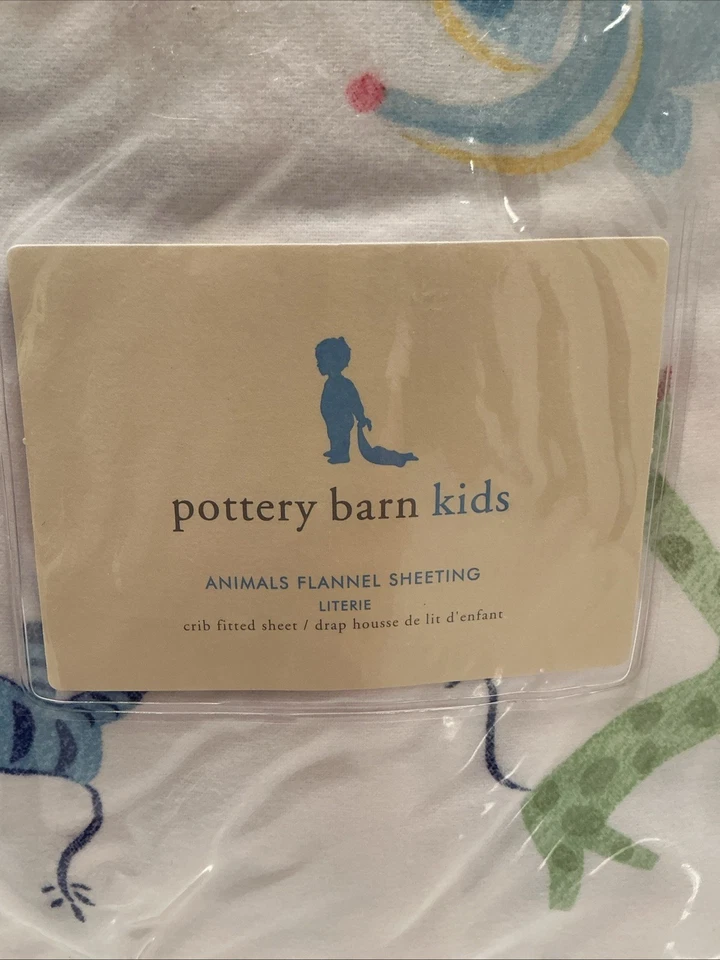 pottery barn kids
ANIMALS FLANNEL SHEETING
LITERIE
crib fitted sheet / drap housse de lit d'enfant